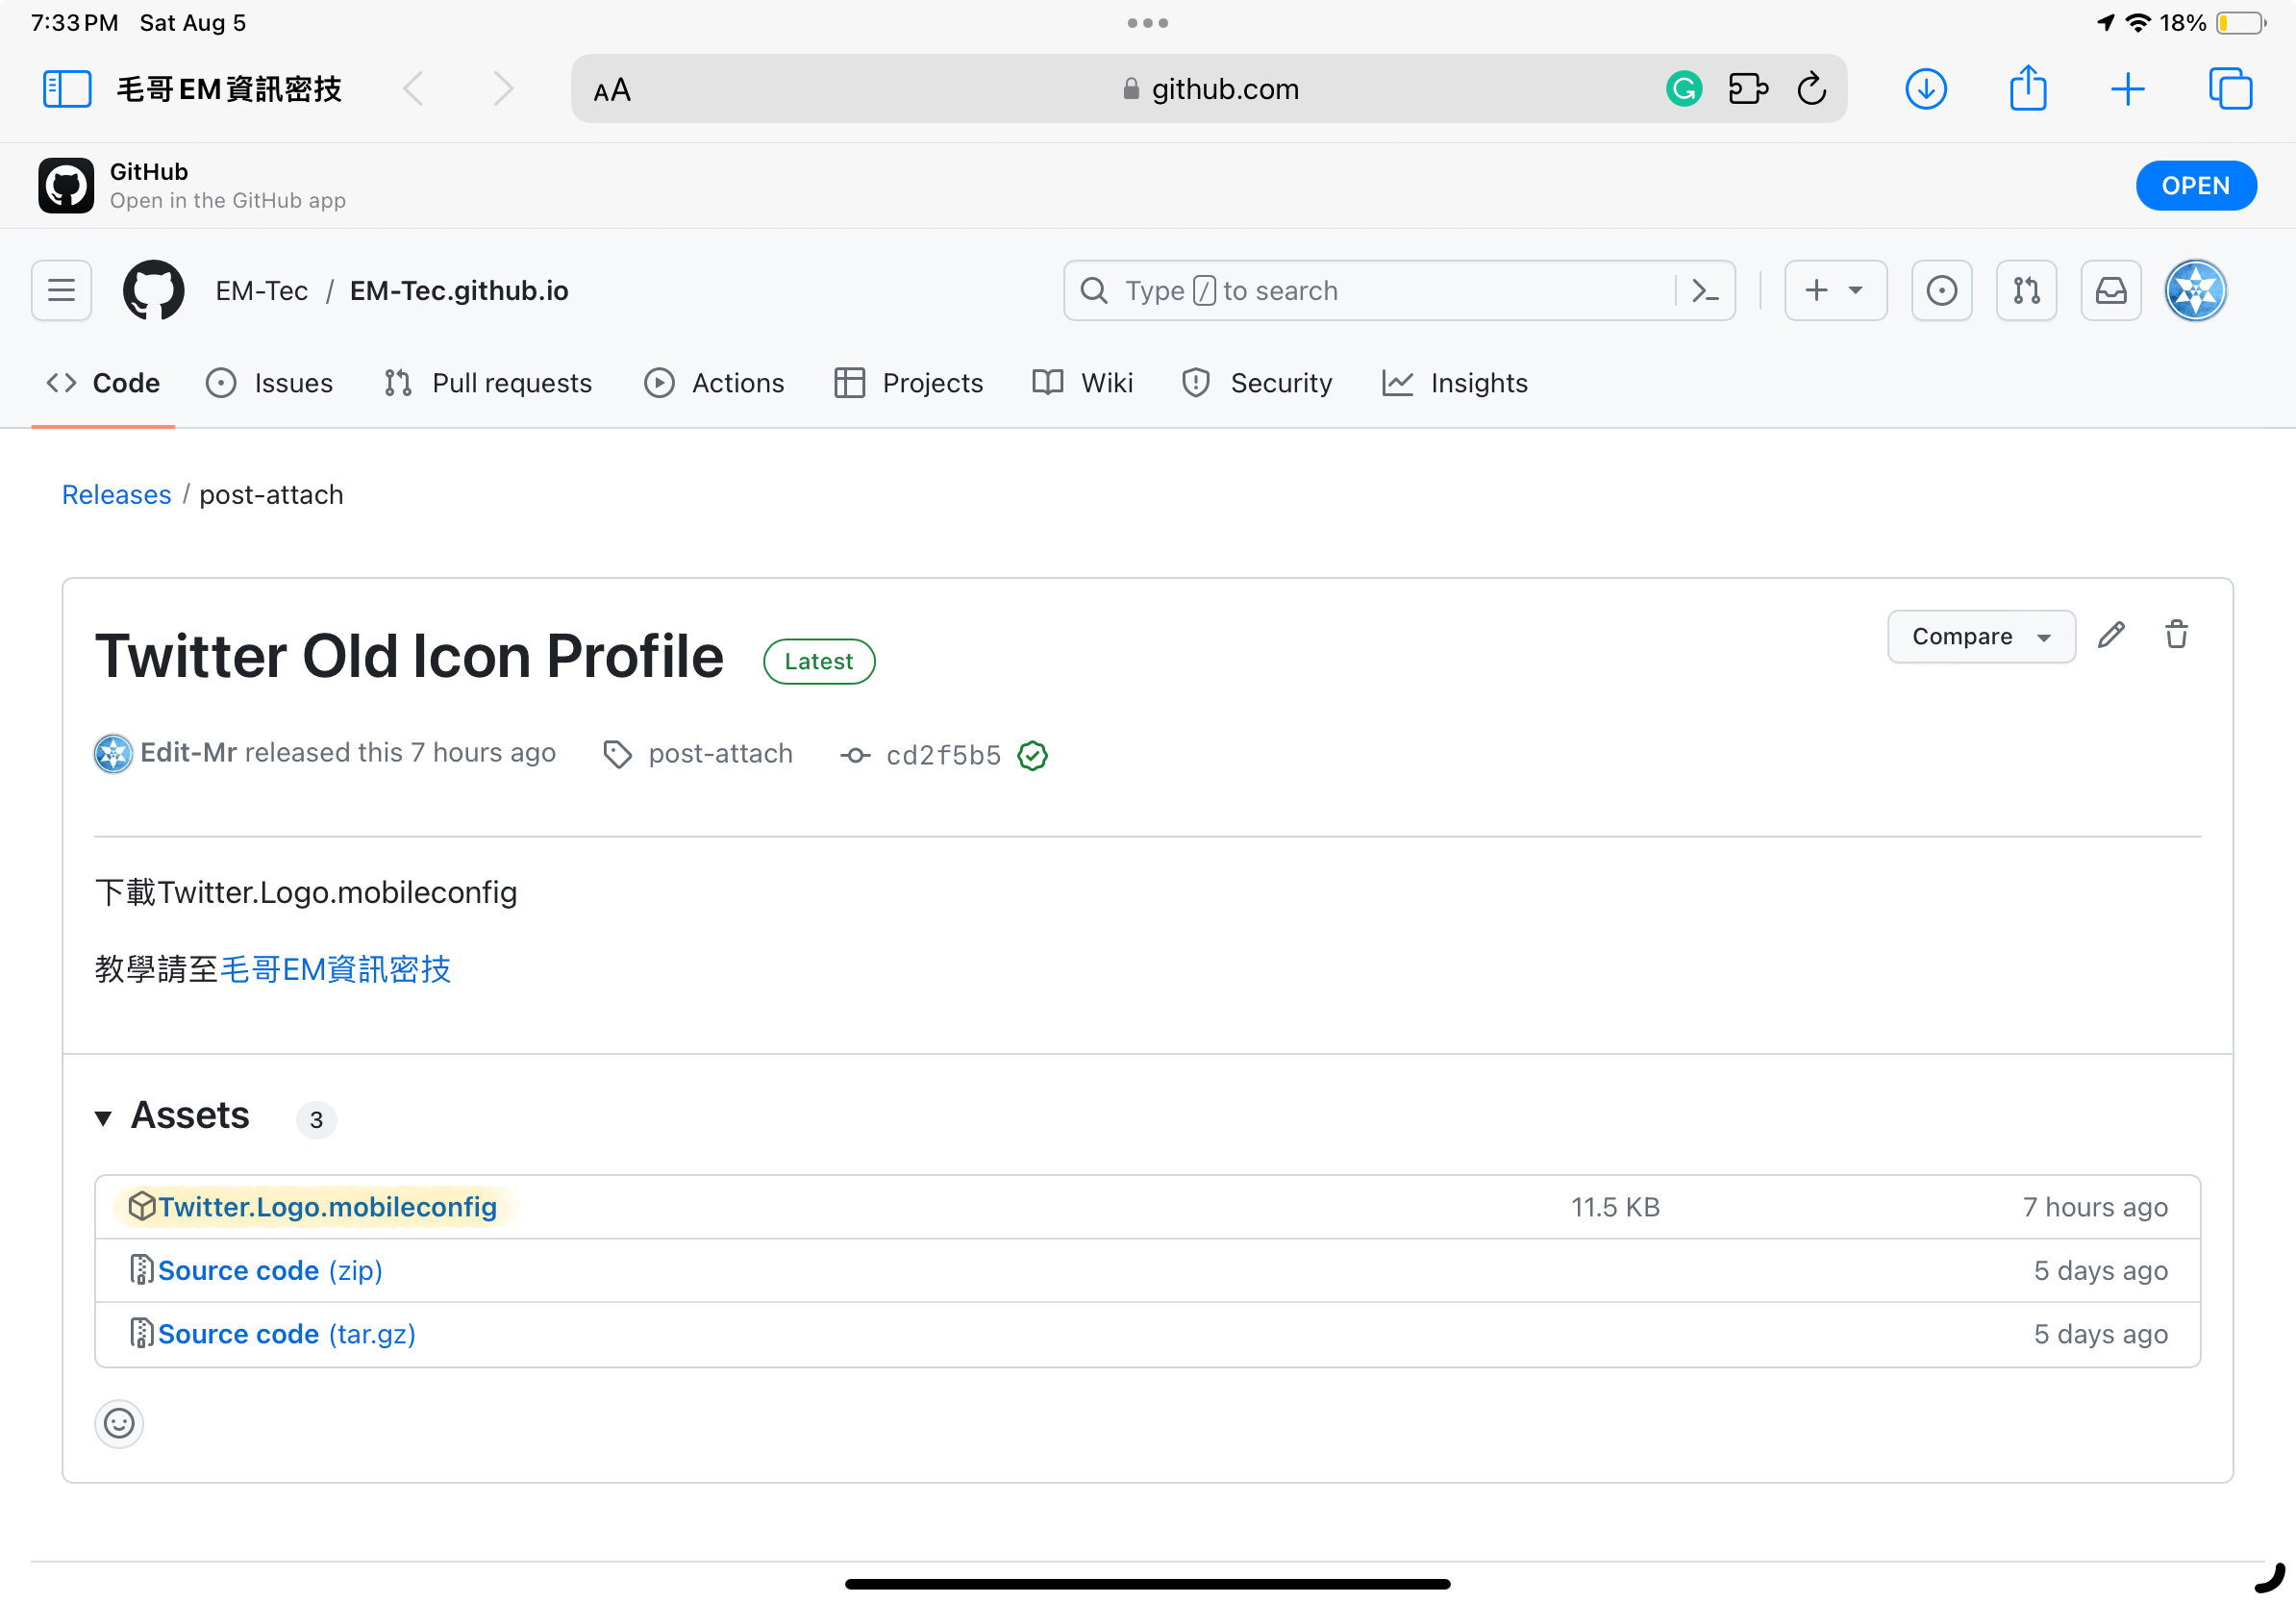 7:33 PM Sat Aug 5
18%
毛哥EM資訊密技
AA
github.com
GitHub
Open in the GitHub app
OPEN
EM-Tec / EM-Tec.github.io
Type / to search
Code
Issues
Pull requests
Actions
Projects
Wiki
Security
Insights
Releases / post-attach
Twitter Old Icon Profile
Latest
Compare
Edit-Mr released this 7 hours ago
post-attach
cd2f5b5
下載Twitter.Logo.mobileconfig
教學請至毛哥EM資訊密技
Assets 3
Twitter.Logo.mobileconfig 11.5 KB 7 hours ago
Source code (zip) 5 days ago
Source code (tar.gz) 5 days ago